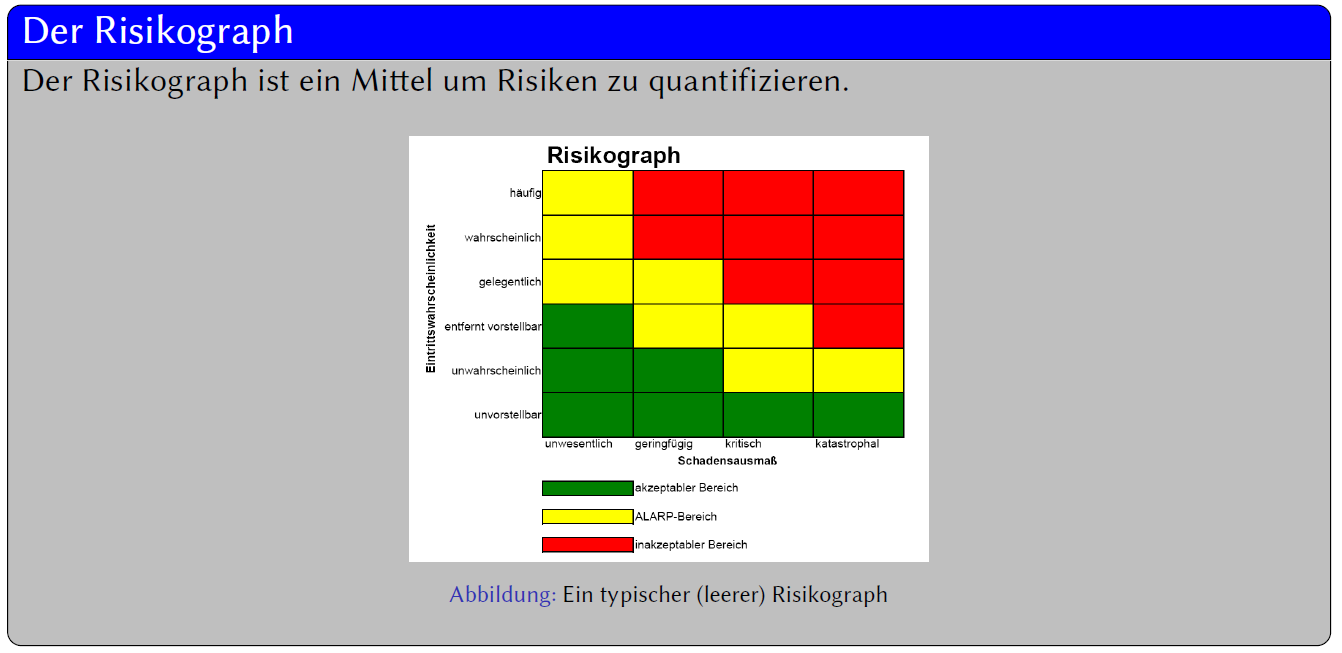 Der Risikograph
Der Risikograph ist ein Mittel um Risiken zu quantifizieren.
Risikograph
Eintrittswahrscheinlichkeit
häufig
wahrscheinlich
gelegentlich
entfernt vorstellbar
unwahrscheinlich
unvorstellbar
unwesentlich geringfügig kritisch katastrophal
Schadensausmaß
akzeptabler Bereich
ALARP-Bereich
inakzeptabler Bereich
Abbildung: Ein typischer (leerer) Risikograph